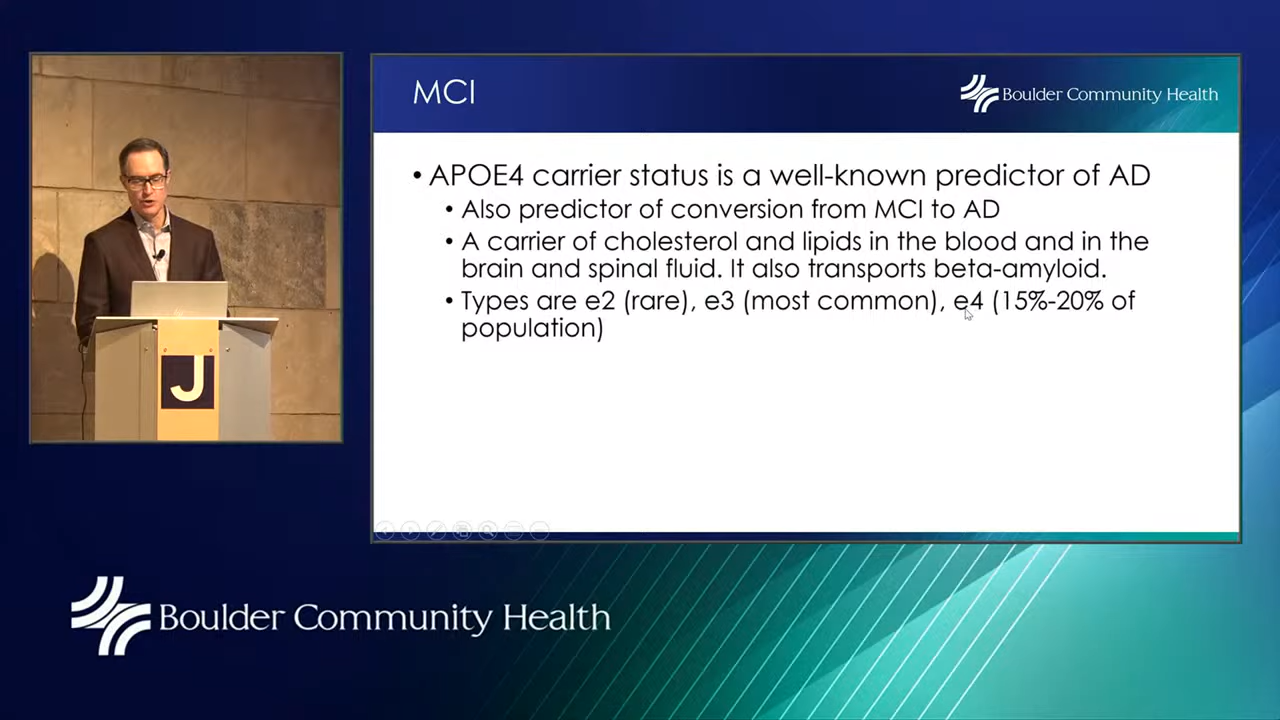 MCI
Boulder Community Health
• APOE4 carrier status is a well-known predictor of AD
• Also predictor of conversion from MCI to AD
• A carrier of cholesterol and lipids in the blood and in the
brain and spinal fluid. It also transports beta-amyloid.
• Types are e2 (rare), e3 (most common), e4 (15%-20% of
population)
J
Boulder Community Health